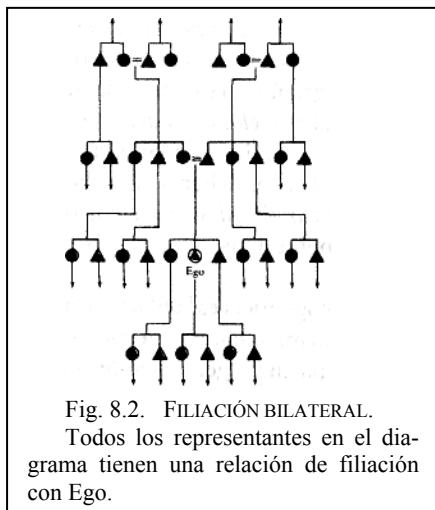 Ego
Fig. 8.2. FILIACIÓN BILATERAL.
Todos los representantes en el dia-
grama tienen una relación de filiación
con Ego.